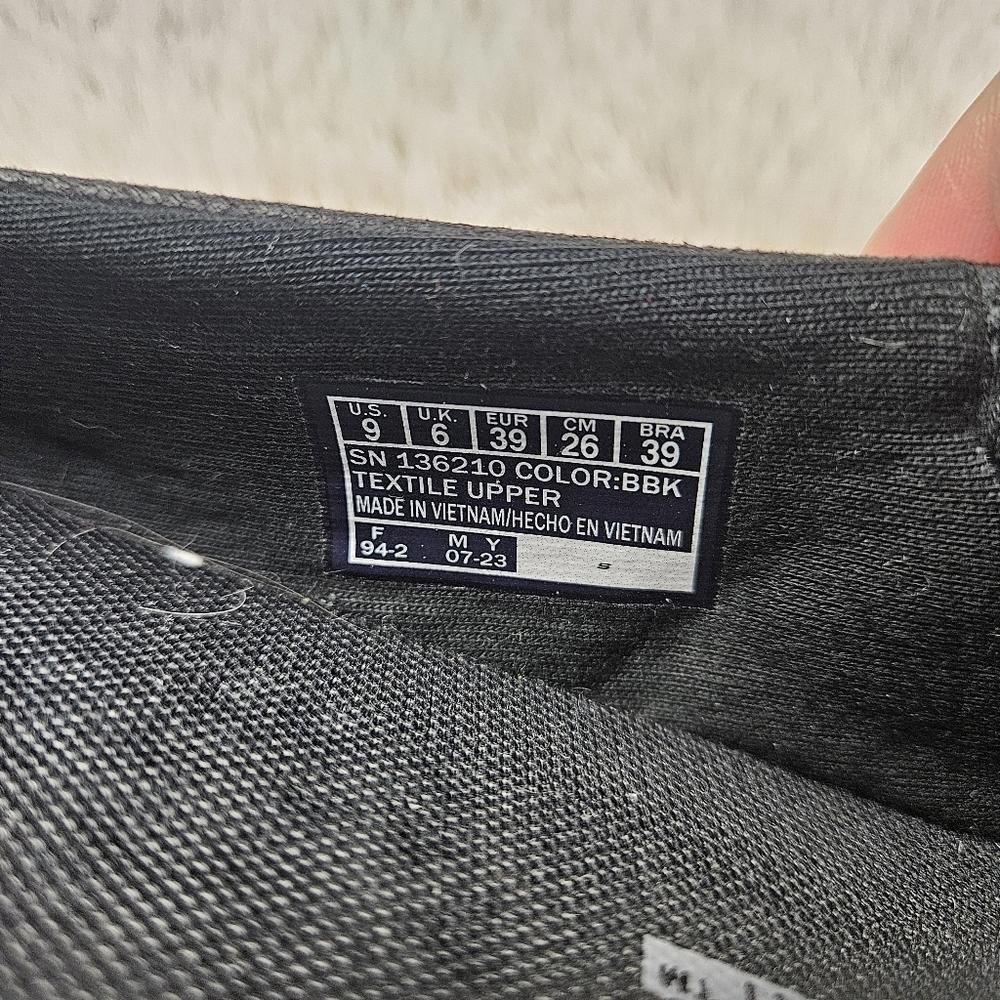 U.S. U.K. EUR CM BRA
9 6 39 26 39
SN 136210 COLOR:BBK
TEXTILE UPPER
MADE IN VIETNAM/HECHO EN VIETNAM
F M Y
94-2 07-23
S